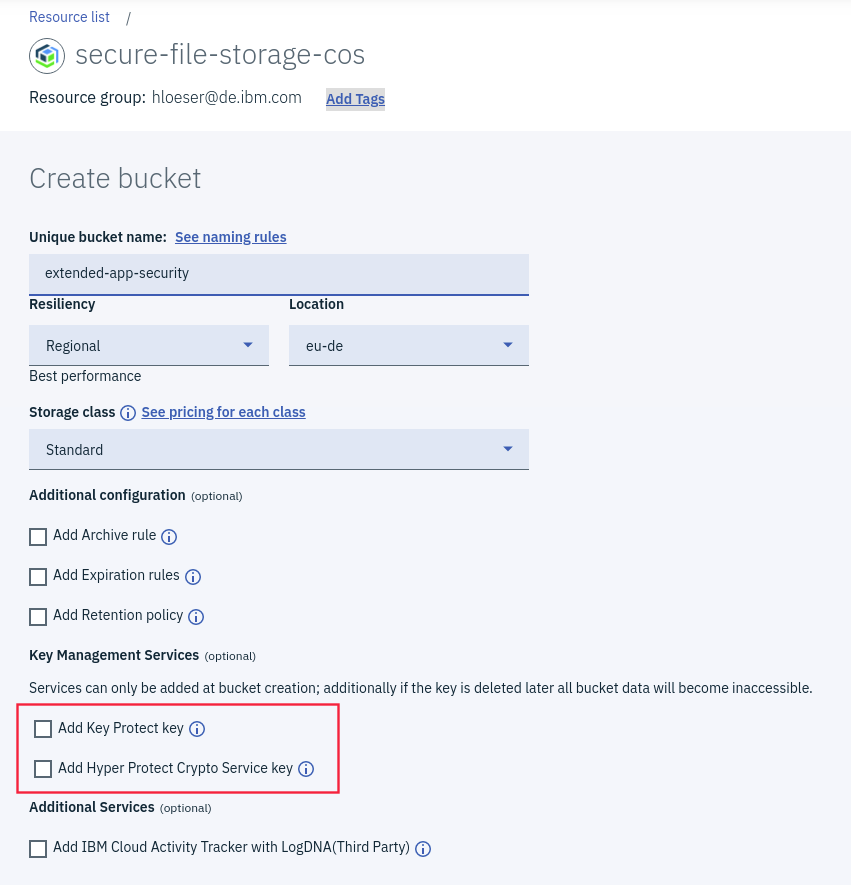 Resource list /
secure-file-storage-cos
Resource group: hloeser@de.ibm.com Add Tags
Create bucket
Unique bucket name: See naming rules
extended-app-security
Resiliency Location
Regional eu-de
Best performance
Storage class See pricing for each class
Standard
Additional configuration (optional)
Add Archive rule
Add Expiration rules
Add Retention policy
Key Management Services (optional)
Services can only be added at bucket creation; additionally if the key is deleted later all bucket data will become inaccessible.
Add Key Protect key
Add Hyper Protect Crypto Service key
Additional Services (optional)
Add IBM Cloud Activity Tracker with LogDNA(Third Party)